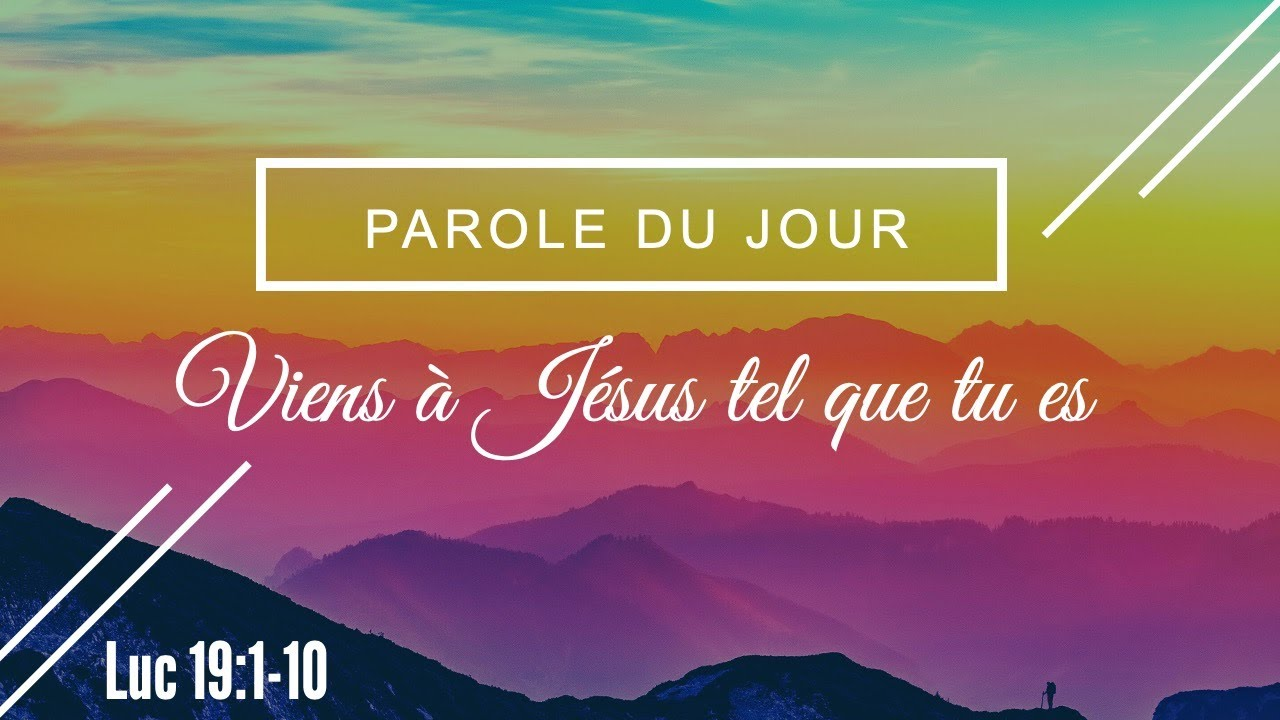 PAROLE DU JOUR
Viens à Jésus tel que tu es
Luc 19:1-10